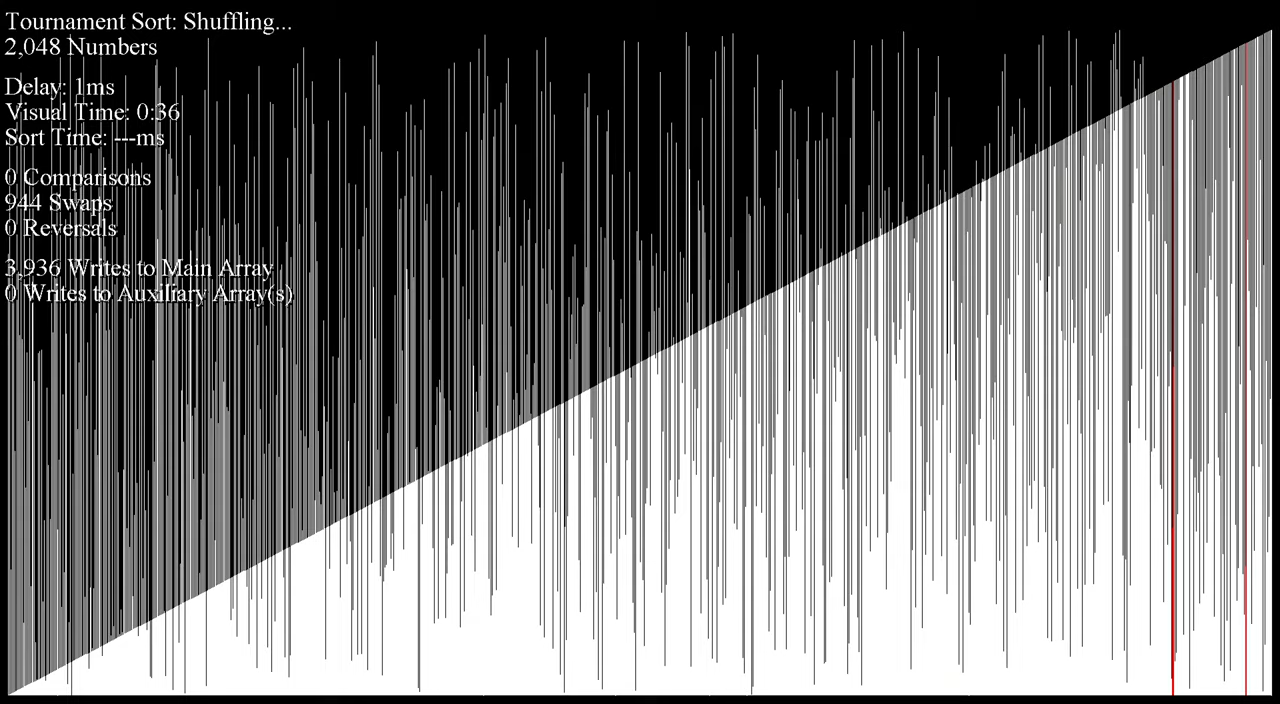 Tournament Sort: Shuffling...
2,048 Numbers
Delay: 1ms
Visual Time: 0:36
Sort Time: ---ms
0 Comparisons
944 Swaps
0 Reversals
3,936 Writes to Main Array
0 Writes to Auxiliary Array(s)